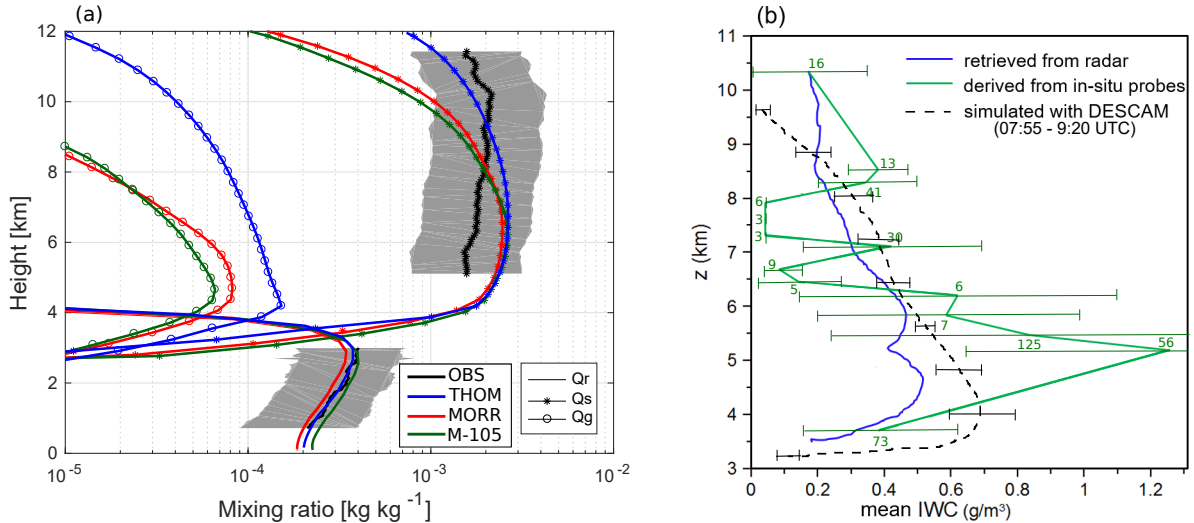 (a)
12
10
8
6
4
2
0
Height [km]
10-5
10-4
10-3
10-2
Mixing ratio [kg kg -1]
OBS
THOM
MORR
M-105
Qr
Qs
Qg
b)
11
10
9
8
7
6
5
4
3
z (km)
0
0.2
0.4
0.6
0.8
1
1.2
mean IWC (g/m³)
retrieved from radar
derived from in-situ probes
simulated with DESCAM
(07:55 - 9:20 UTC)
16
13
41
6
3
3
30
9
5
6
7
125
56
73